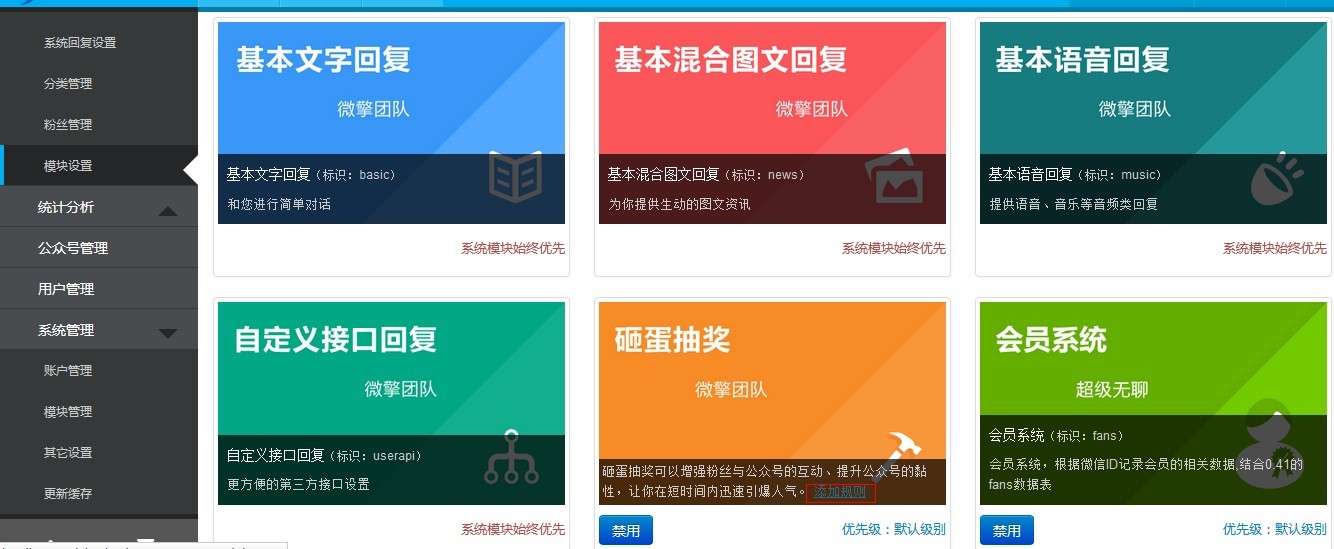 系统回复设置
分类管理
粉丝管理
模块设置
统计分析
公众号管理
用户管理
系统管理
账户管理
模块管理
其它设置
更新缓存
基本文字回复
微擎团队
基本文字回复（标识：basic）
和您进行简单对话
系统模块始终优先
基本混合图文回复
微擎团队
基本混合图文回复（标识：news）
为你提供生动的图文资讯
系统模块始终优先
基本语音回复
微擎团队
基本语音回复（标识：music）
提供语音、音乐等音频类回复
系统模块始终优先
自定义接口回复
微擎团队
自定义接口回复（标识：userapi）
更方便的第三方接口设置
系统模块始终优先
砸蛋抽奖
微擎团队
砸蛋抽奖可以增强粉丝与公众号的互动、提升公众号的黏
性，让你在短时间内迅速引爆人气。 添加规则
禁用
优先级：默认级别
会员系统
超级无聊
会员系统（标识：fans）
会员系统，根据微信ID记录会员的相关数据,结合0.41的
fans数据表
禁用
优先级：默认级别